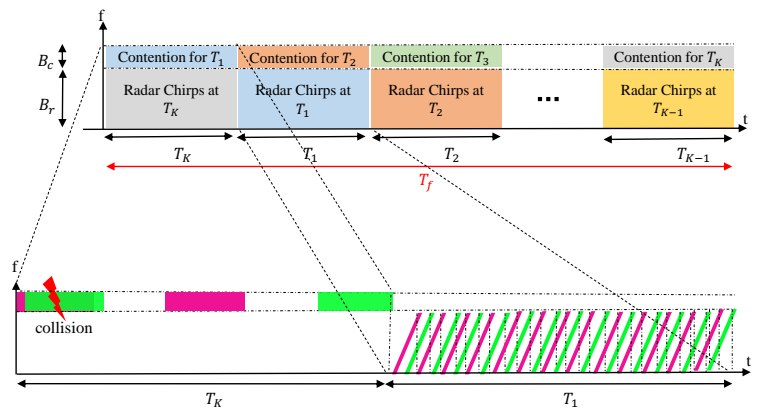 f
B_c
Contention for T_1
Contention for T_2
Contention for T_3
Contention for T_K
B_r
Radar Chirps at
T_K
Radar Chirps at
T_1
Radar Chirps at
T_2
...
Radar Chirps at
T_{K-1}
t
T_K
T_1
T_2
T_{K-1}
T_f
f
collision
t
T_K
T_1